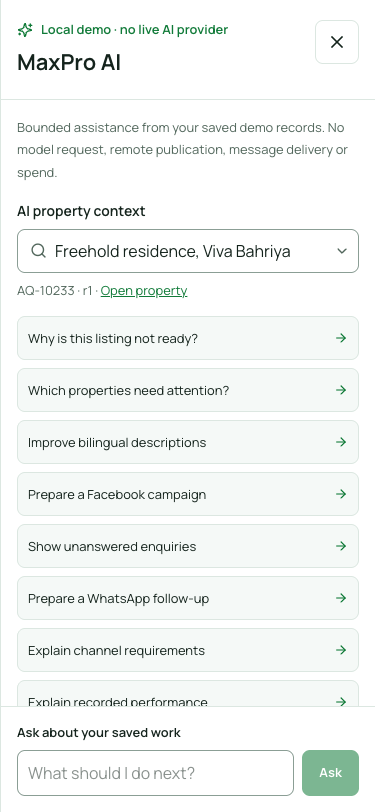 Local demo · no live AI provider
MaxPro AI
Bounded assistance from your saved demo records. No
model request, remote publication, message delivery or
spend.
AI property context
Freehold residence, Viva Bahriya
AQ-10233 · r1 · Open property
Why is this listing not ready?
Which properties need attention?
Improve bilingual descriptions
Prepare a Facebook campaign
Show unanswered enquiries
Prepare a WhatsApp follow-up
Explain channel requirements
Explain recorded performance
Ask about your saved work
What should I do next?
Ask